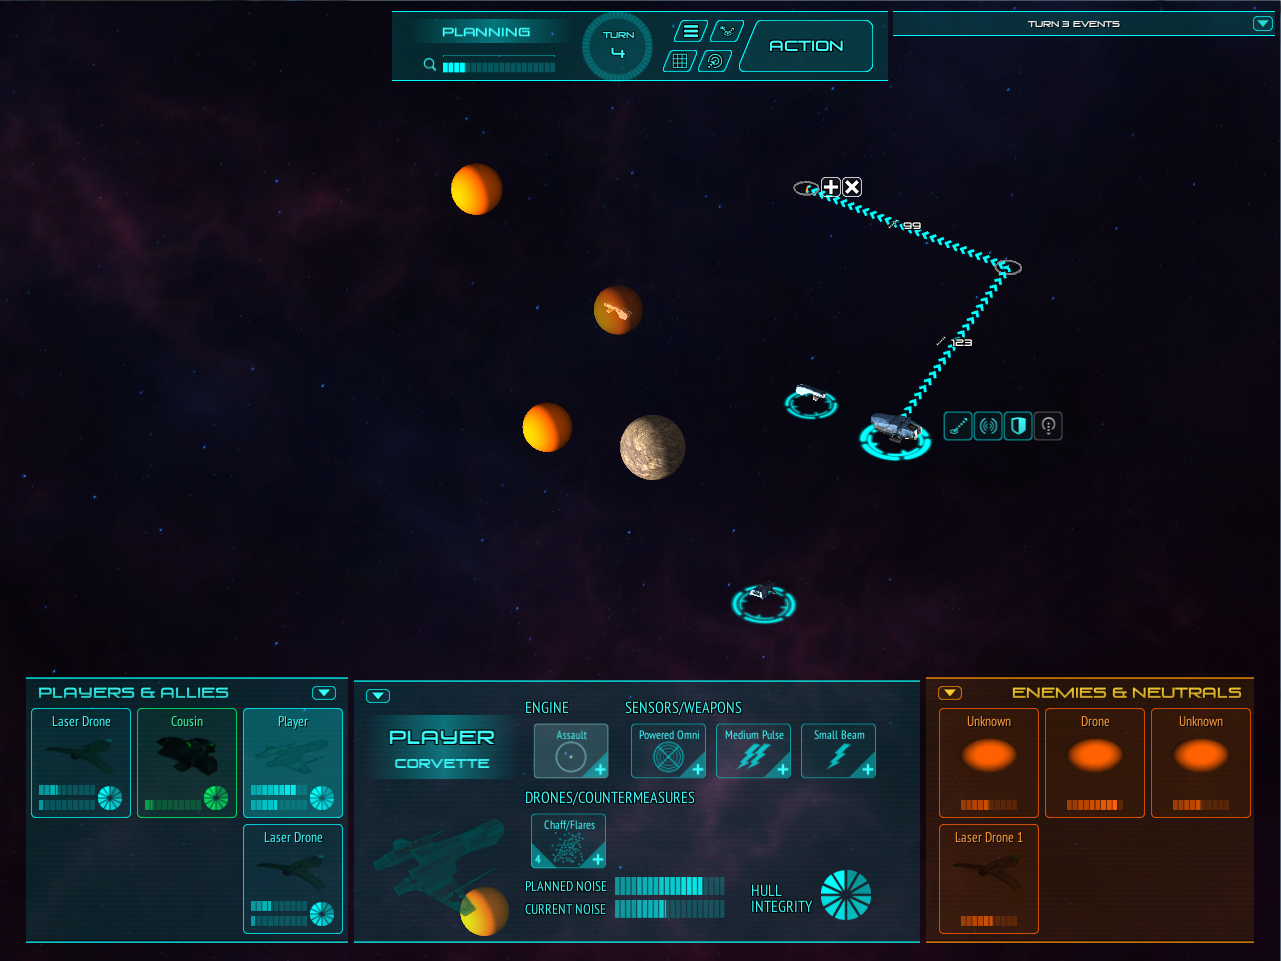 PLANNING
TURN
4
ACTION
TURN 3 EVENTS
99
123
PLAYERS & ALLIES
Laser Drone
Cousin
Player
Laser Drone
PLAYER
CORVETTE
ENGINE
SENSORS/WEAPONS
Assault
Powered Omni
Medium Pulse
Small Beam
DRONES/COUNTERMEASURES
Chaff/Flares
4
PLANNED NOISE
CURRENT NOISE
HULL
INTEGRITY
ENEMIES & NEUTRALS
Unknown
Drone
Unknown
Laser Drone 1